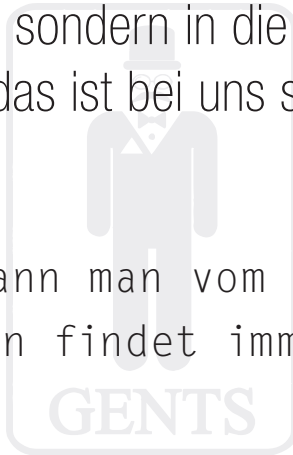 sondern in die
das ist bei uns s
ann man vom
n findet imm
GENTS